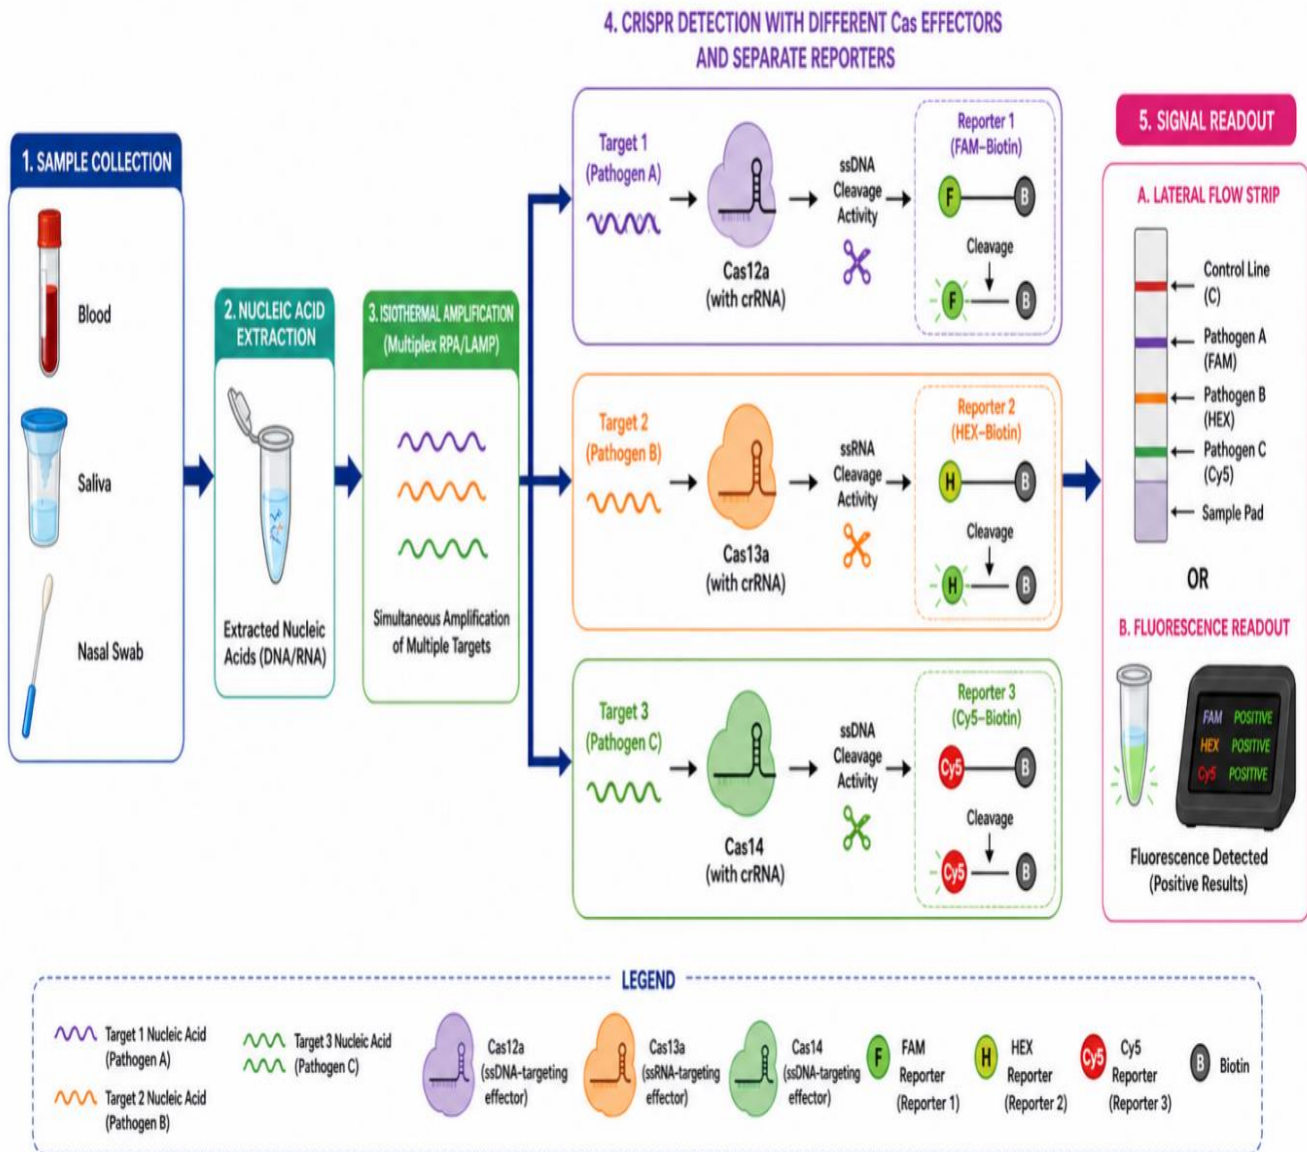 4. CRISPR DETECTION WITH DIFFERENT Cas EFFECTORS
AND SEPARATE REPORTERS
1. SAMPLE COLLECTION
Blood
Saliva
Nasal Swab
2. NUCLEIC ACID
EXTRACTION
Extracted Nucleic
Acids (DNA/RNA)
3. ISIOTHERMAL AMPLIFICATION
(Multiplex RPA/LAMP)
Simultaneous Amplification
of Multiple Targets
Target 1
(Pathogen A)
Cas12a
(with crRNA)
ssDNA
Cleavage
Activity
Reporter 1
(FAM–Biotin)
F
B
Cleavage
F
B
Target 2
(Pathogen B)
Cas13a
(with crRNA)
ssRNA
Cleavage
Activity
Reporter 2
(HEX–Biotin)
H
B
Cleavage
H
B
Target 3
(Pathogen C)
Cas14
(with crRNA)
ssDNA
Cleavage
Activity
Reporter 3
(Cy5–Biotin)
Cy5
B
Cleavage
Cy5
B
5. SIGNAL READOUT
A. LATERAL FLOW STRIP
Control Line
(C)
Pathogen A
(FAM)
Pathogen B
(HEX)
Pathogen C
(Cy5)
Sample Pad
OR
B. FLUORESCENCE READOUT
FAM POSITIVE
HEX POSITIVE
Cy5 POSITIVE
Fluorescence Detected
(Positive Results)
LEGEND
Target 1 Nucleic Acid
(Pathogen A)
Target 2 Nucleic Acid
(Pathogen B)
Target 3 Nucleic Acid
(Pathogen C)
Cas12a
(ssDNA-targeting
effector)
Cas13a
(ssRNA-targeting
effector)
Cas14
(ssDNA-targeting
effector)
F
FAM
Reporter
(Reporter 1)
H
HEX
Reporter
(Reporter 2)
Cy5
Cy5
Reporter
(Reporter 3)
B
Biotin